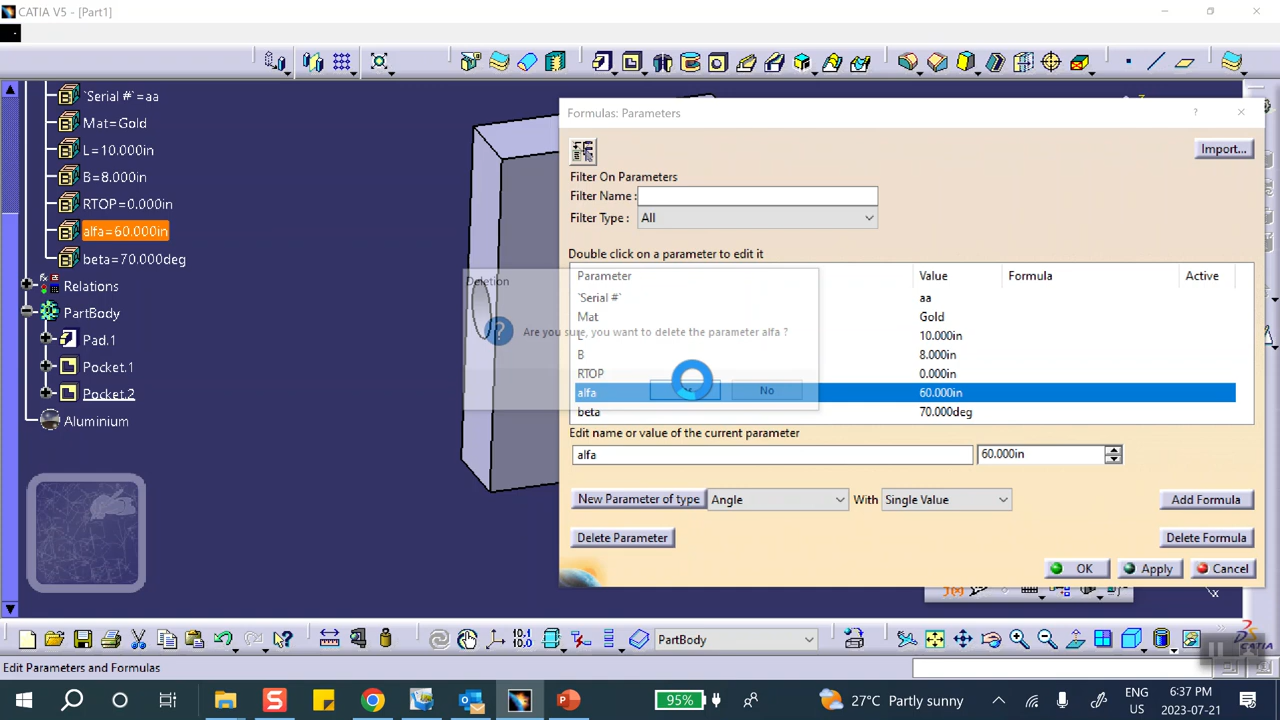 CATIA V5 - [Part1]
`Serial #`=aa
Mat=Gold
L=10.000in
B=8.000in
RTOP=0.000in
alfa=60.000in
beta=70.000deg
Relations
PartBody
Pad.1
Pocket.1
Pocket.2
Aluminium
Formulas: Parameters
?
Import...
Filter On Parameters
Filter Name :
Filter Type : All
Double click on a parameter to edit it
Parameter Value Formula Active
`Serial #` aa
Mat Gold
L 10.000in
B 8.000in
RTOP 0.000in
alfa 60.000in
beta 70.000deg
Deletion
Are you sure, you want to delete the parameter alfa ?
No
Edit name or value of the current parameter
alfa 60.000in
New Parameter of type Angle With Single Value Add Formula
Delete Parameter Delete Formula
OK Apply Cancel
10.1
10,0
PartBody
Edit Parameters and Formulas
95%
27°C Partly sunny
ENG
US
6:37 PM
2023-07-21